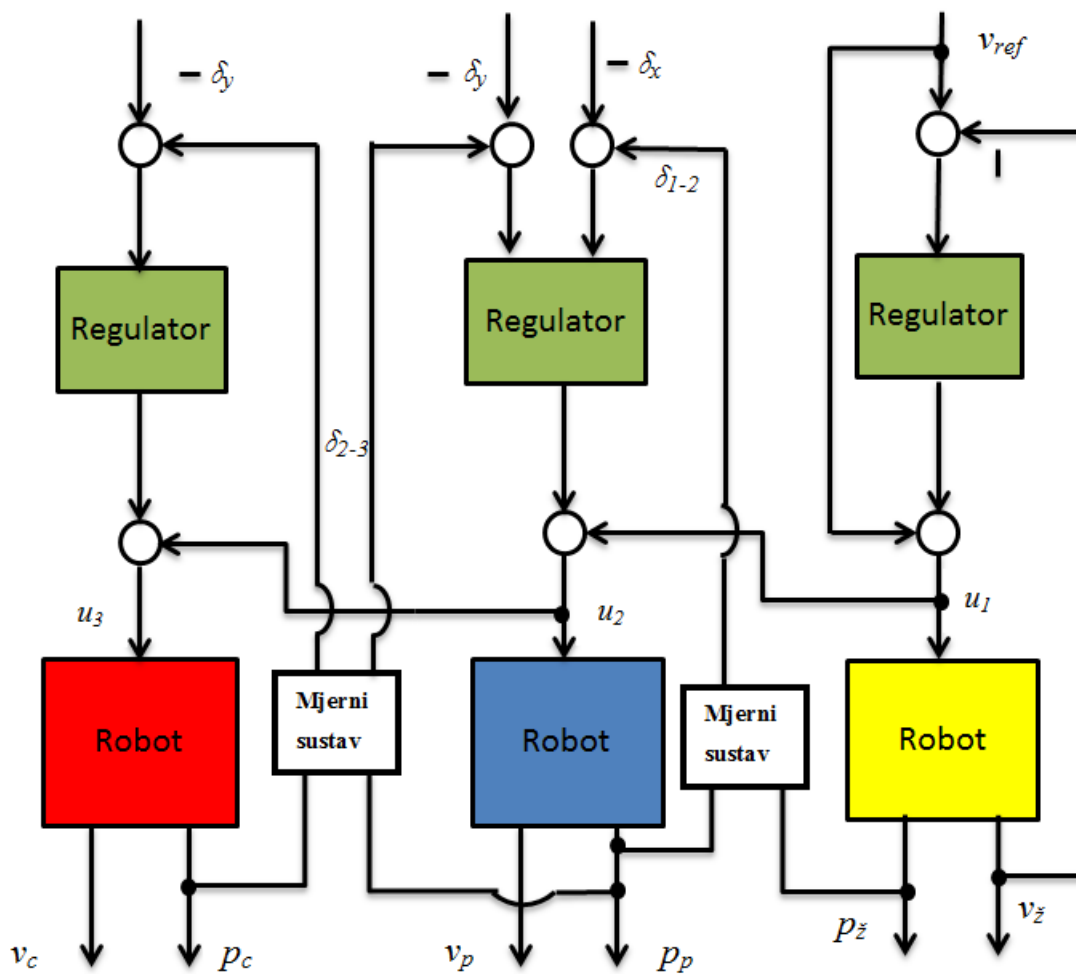 − δy
− δy
− δx
vref
δ1-2
−
Regulator
Regulator
Regulator
δ2-3
u3
u2
u1
Robot
Mjerni
sustav
Robot
Mjerni
sustav
Robot
vc
pc
vp
pp
pž
vž